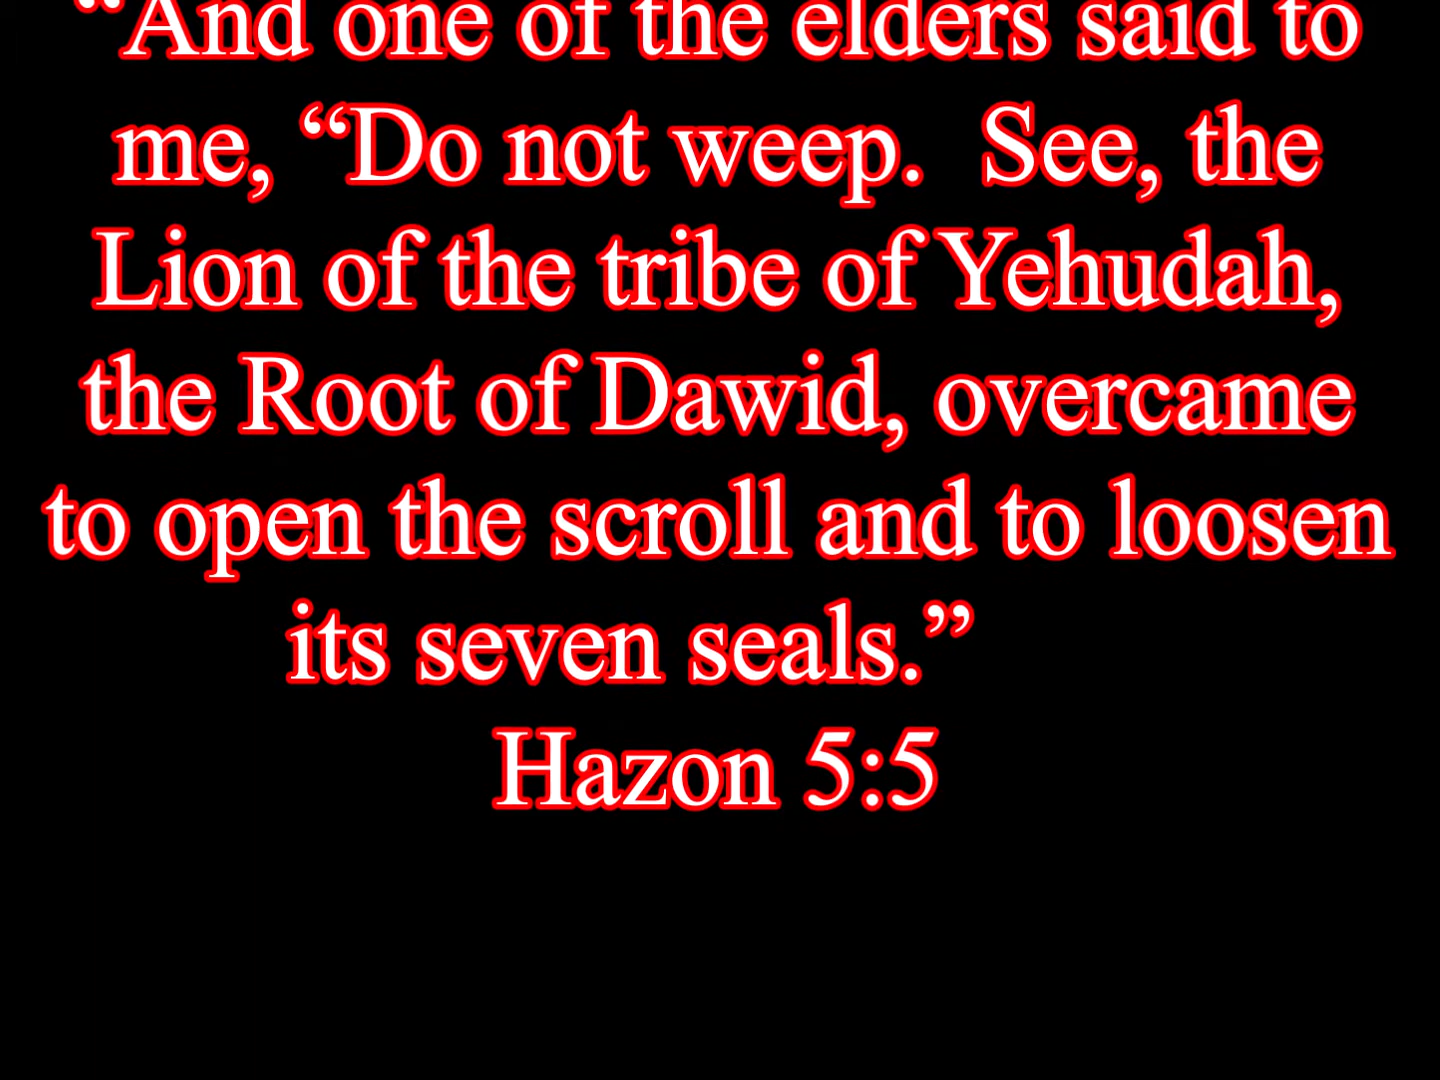 “And one of the elders said to
me, “Do not weep.  See, the
Lion of the tribe of Yehudah,
the Root of Dawid, overcame
to open the scroll and to loosen
its seven seals.”
Hazon 5:5